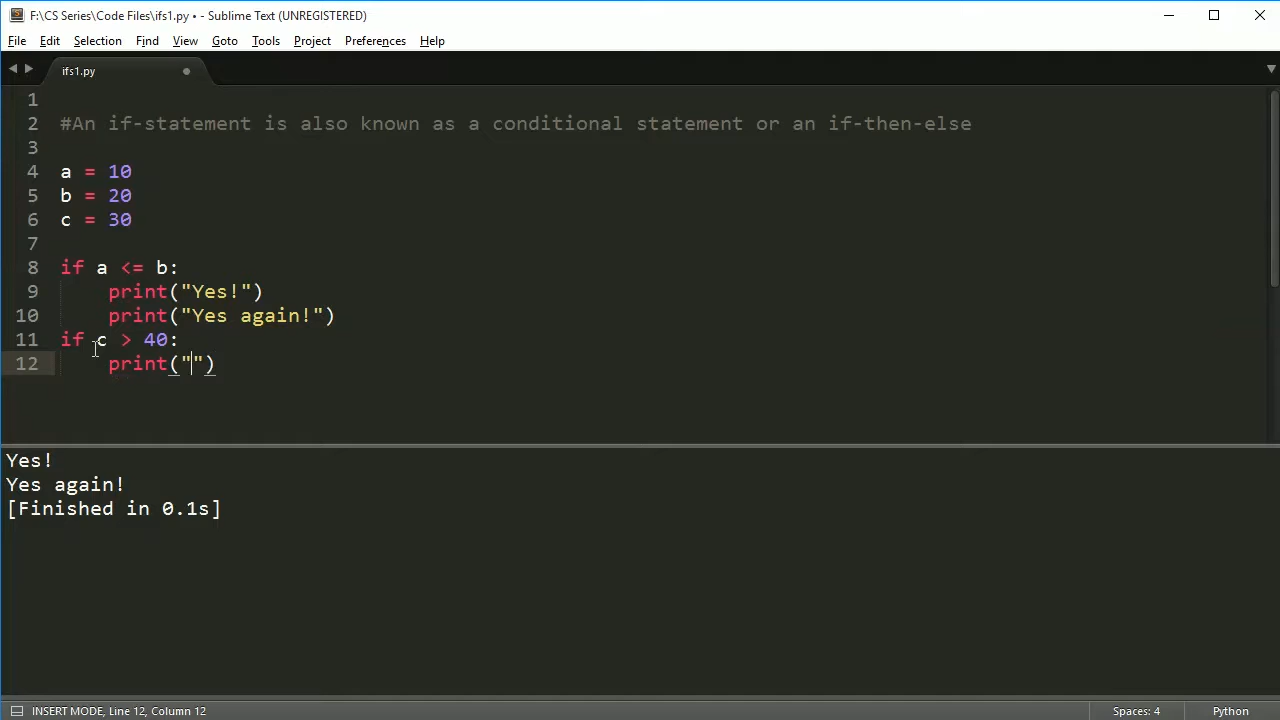 F:\CS Series\Code Files\ifs1.py • - Sublime Text (UNREGISTERED)
File Edit Selection Find View Goto Tools Project Preferences Help
ifs1.py
1
2 #An if-statement is also known as a conditional statement or an if-then-else
3
4 a = 10
5 b = 20
6 c = 30
7
8 if a <= b:
9     print("Yes!")
10     print("Yes again!")
11 if c > 40:
12     print("")
Yes!
Yes again!
[Finished in 0.1s]
INSERT MODE, Line 12, Column 12 Spaces: 4 Python